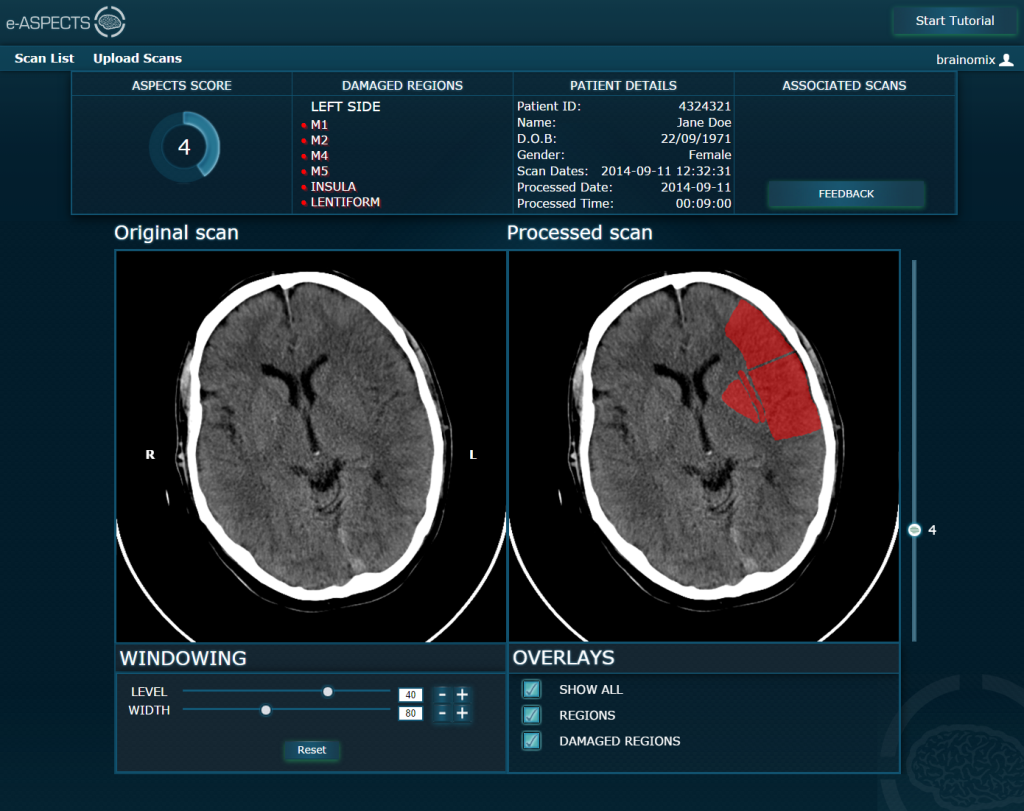 e-ASPECTS
Start Tutorial
Scan List Upload Scans
brainomix
ASPECTS SCORE
4
DAMAGED REGIONS
LEFT SIDE
M1
M2
M4
M5
INSULA
LENTIFORM
PATIENT DETAILS
Patient ID: 4324321
Name: Jane Doe
D.O.B: 22/09/1971
Gender: Female
Scan Dates: 2014-09-11 12:32:31
Processed Date: 2014-09-11
Processed Time: 00:09:00
ASSOCIATED SCANS
FEEDBACK
Original scan
Processed scan
R
L
4
WINDOWING
LEVEL 40 - +
WIDTH 80 - +
Reset
OVERLAYS
SHOW ALL
REGIONS
DAMAGED REGIONS